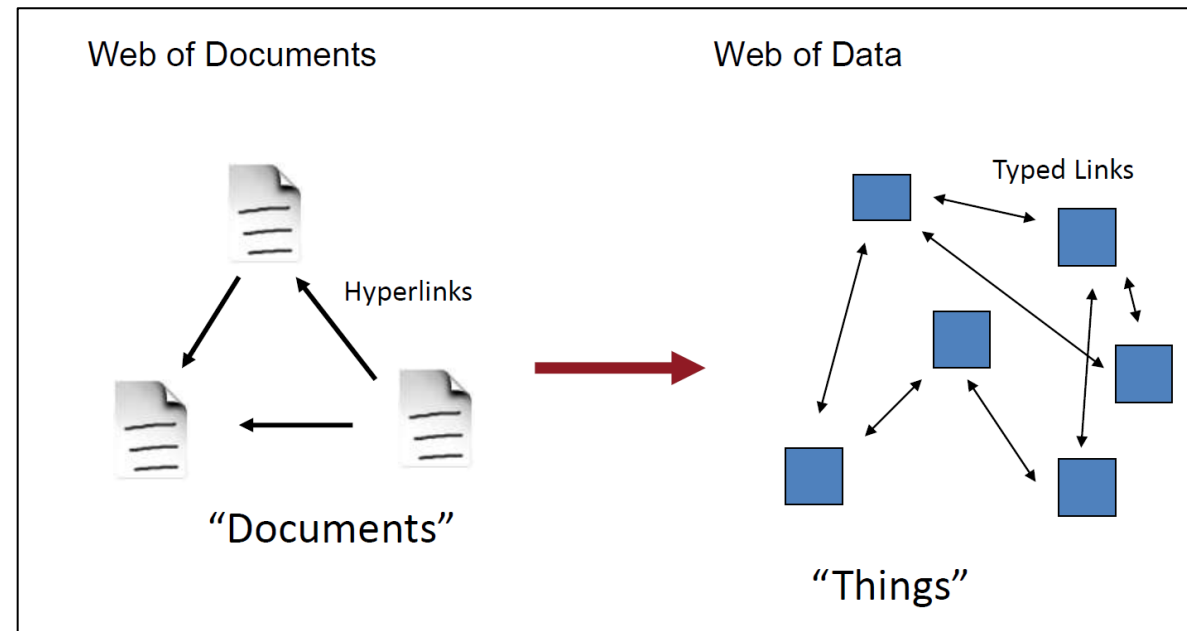 Web of Documents
Web of Data
Typed Links
Hyperlinks
“Documents”
“Things”